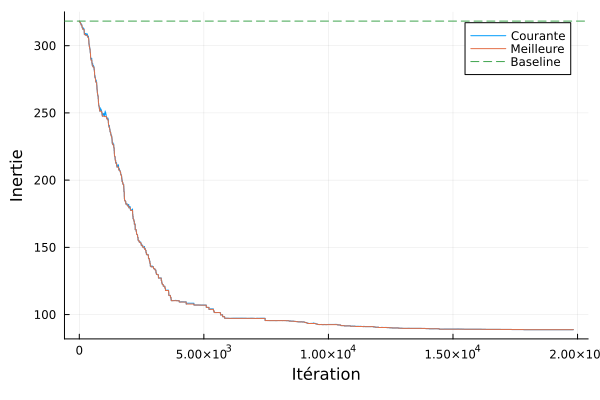 Courante
Meilleure
Baseline
300
250
200
150
100
Inertie
0
5.00×10³
1.00×10⁴
1.50×10⁴
2.00×10
Itération